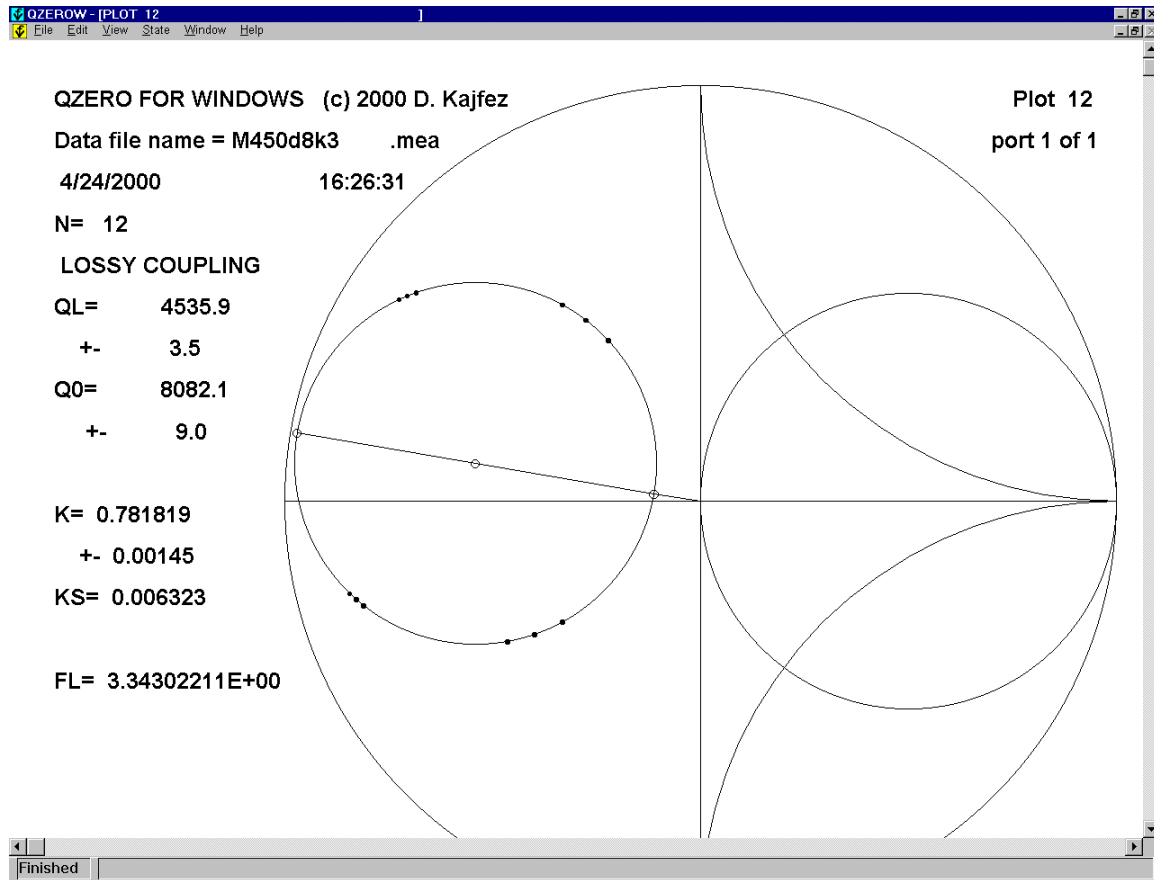 QZEROW - [PLOT 12 ]
File Edit View State Window Help
QZERO FOR WINDOWS (c) 2000 D. Kajfez
Plot 12
Data file name = M450d8k3 .mea
port 1 of 1
4/24/2000 16:26:31
N= 12
LOSSY COUPLING
QL= 4535.9
+- 3.5
Q0= 8082.1
+- 9.0
K= 0.781819
+- 0.00145
KS= 0.006323
FL= 3.34302211E+00
Finished